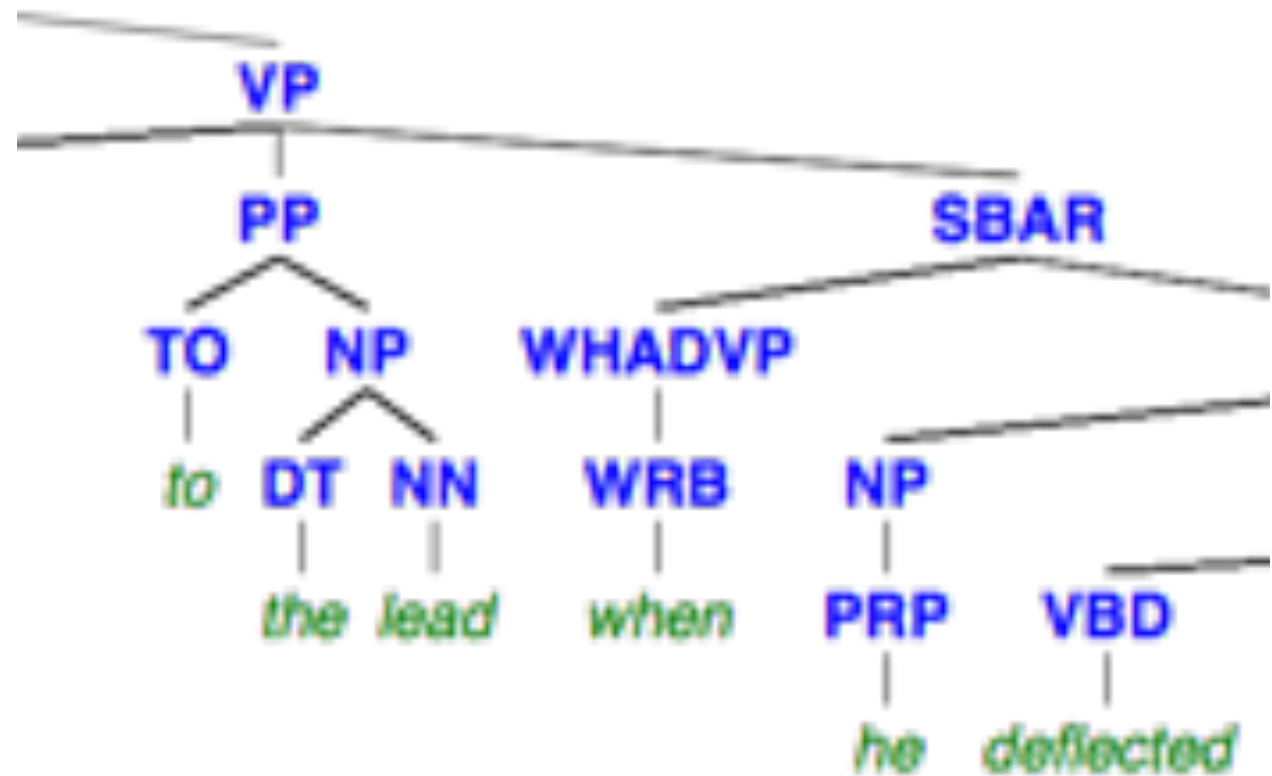 VP
PP SBAR
TO NP WHADVP
to DT NN WRB NP
the lead when PRP VBD
he deflected